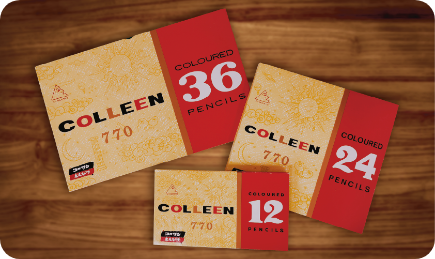 COLLEEN
770
COLOURED
36
PENCILS
COLLEEN
770
COLOURED
24
PENCILS
COLLEEN
770
COLOURED
12
PENCILS